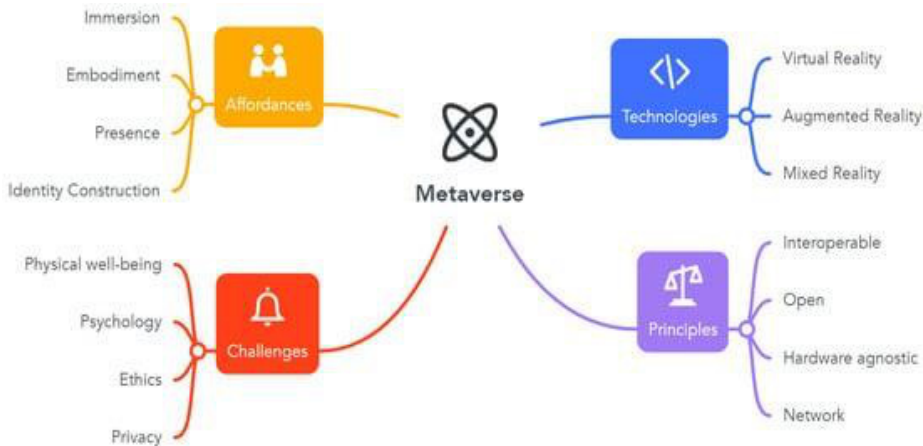 Immersion
Embodiment
Affordances
Presence
Identity Construction
Metaverse
Technologies
Virtual Reality
Augmented Reality
Mixed Reality
Physical well-being
Psychology
Challenges
Ethics
Privacy
Interoperable
Open
Principles
Hardware agnostic
Network